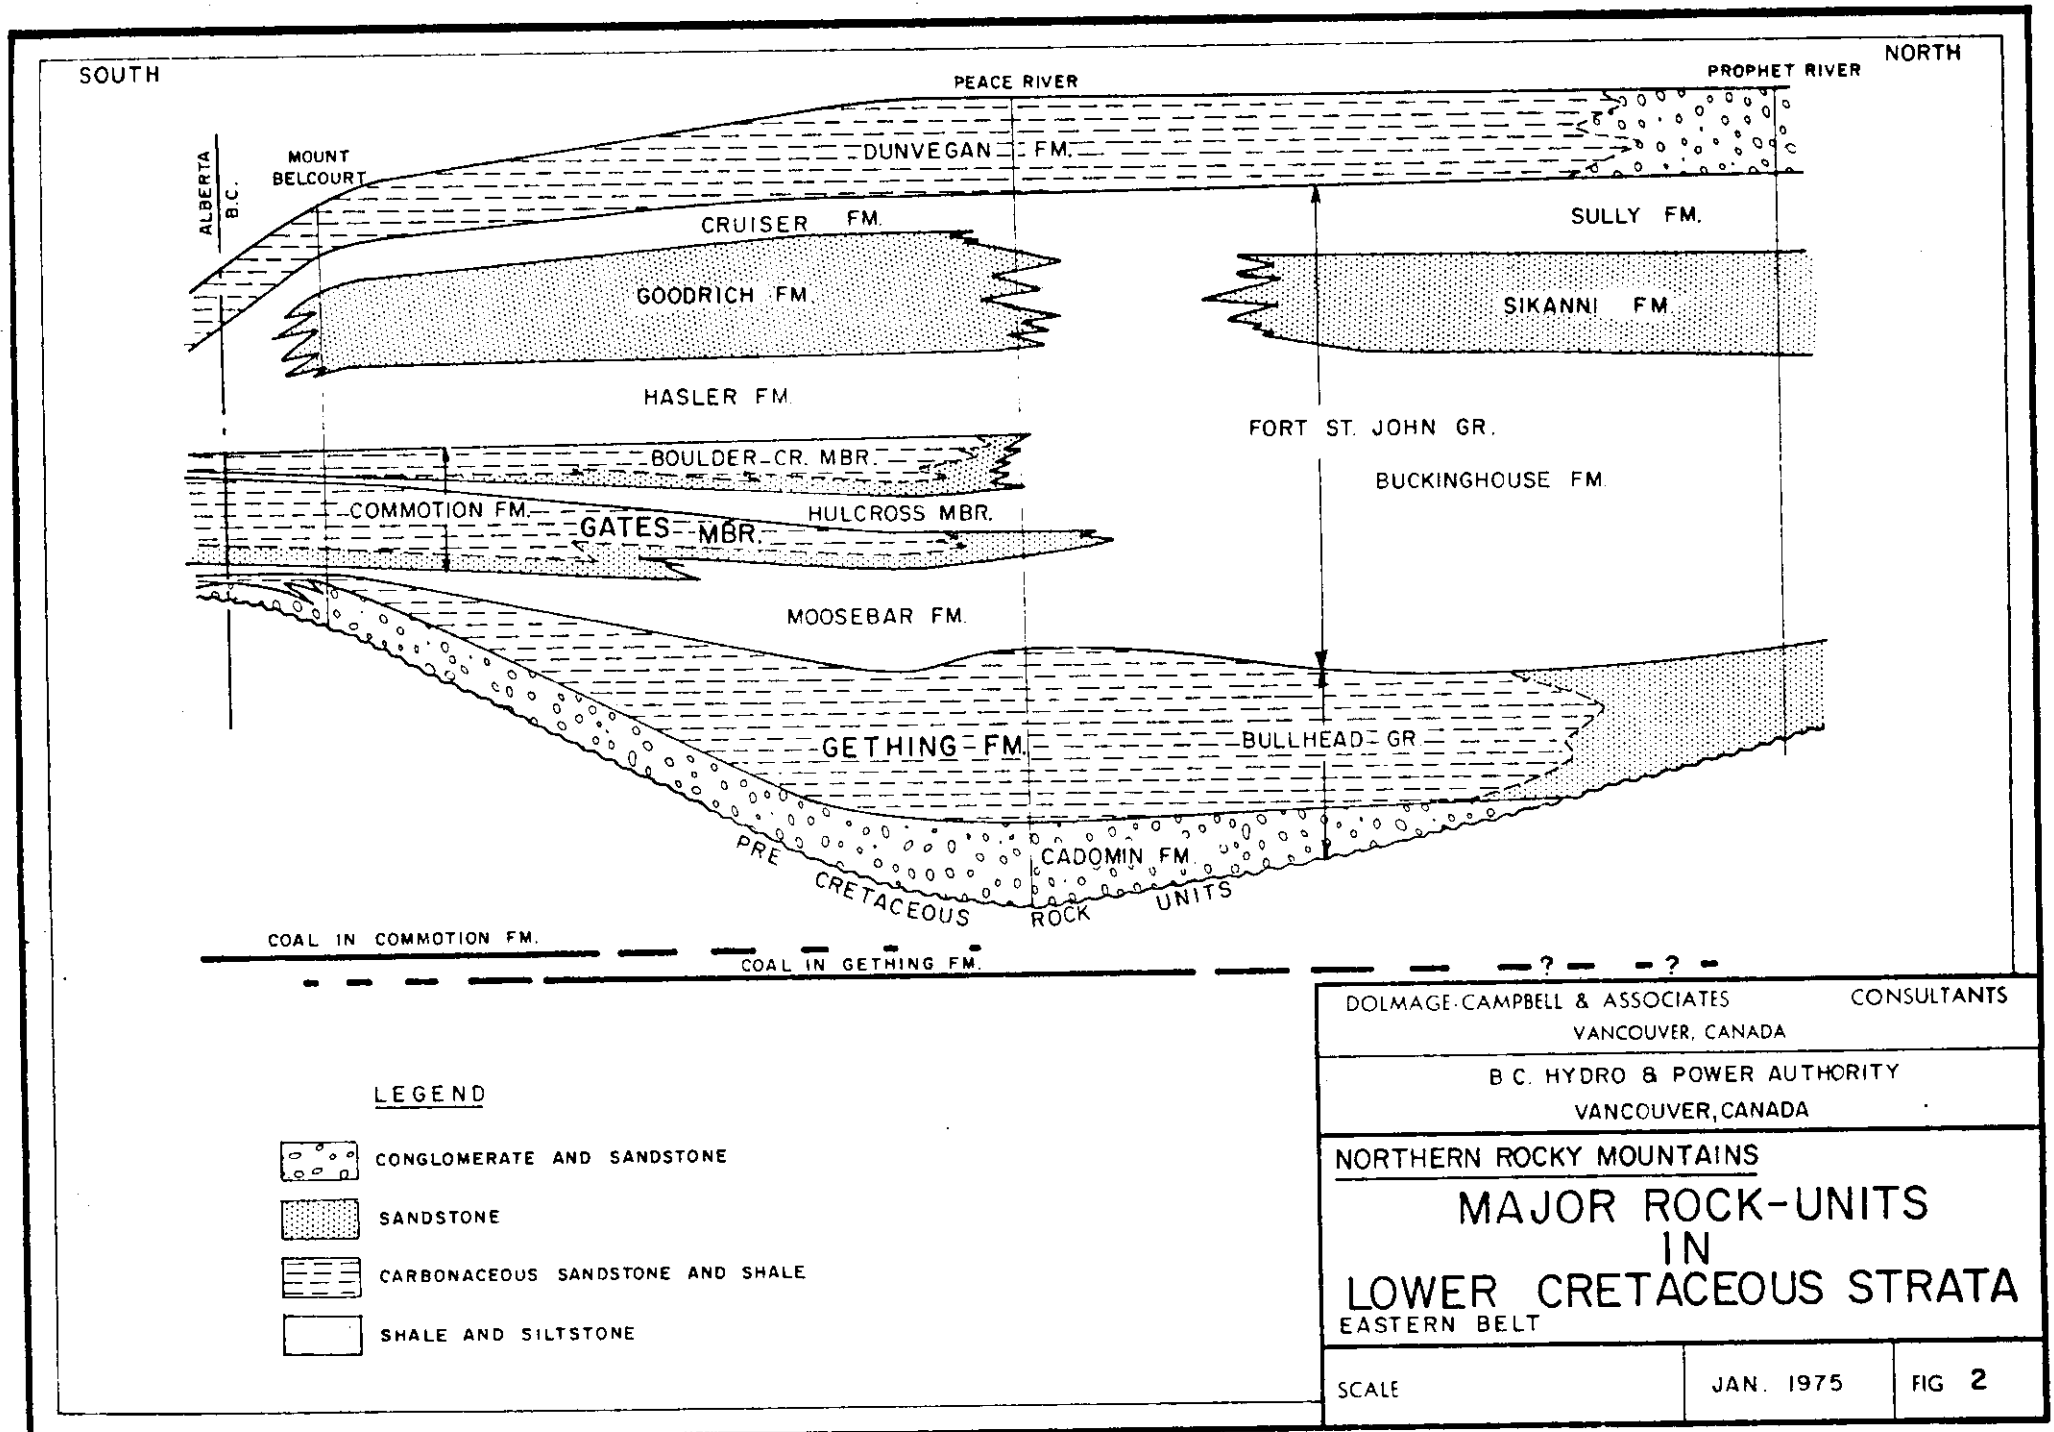 SOUTH
NORTH
PEACE RIVER
PROPHET RIVER
ALBERTA
B.C.
MOUNT
BELCOURT
DUNVEGAN FM.
CRUISER FM.
SULLY FM.
GOODRICH FM.
SIKANNI FM.
HASLER FM.
FORT ST. JOHN GR.
BOULDER-CR. MBR.
BUCKINGHOUSE FM.
COMMOTION FM.
HULCROSS MBR.
GATES MBR.
MOOSEBAR FM.
GETHING FM.
BULLHEAD GR
CADOMIN FM.
PRE CRETACEOUS ROCK UNITS
COAL IN COMMOTION FM.
COAL IN GETHING FM.
? ?
LEGEND
CONGLOMERATE AND SANDSTONE
SANDSTONE
CARBONACEOUS SANDSTONE AND SHALE
SHALE AND SILTSTONE
DOLMAGE-CAMPBELL & ASSOCIATES CONSULTANTS
VANCOUVER, CANADA
B C. HYDRO & POWER AUTHORITY
VANCOUVER, CANADA
NORTHERN ROCKY MOUNTAINS
MAJOR ROCK-UNITS
IN
LOWER CRETACEOUS STRATA
EASTERN BELT
SCALE
JAN. 1975
FIG 2